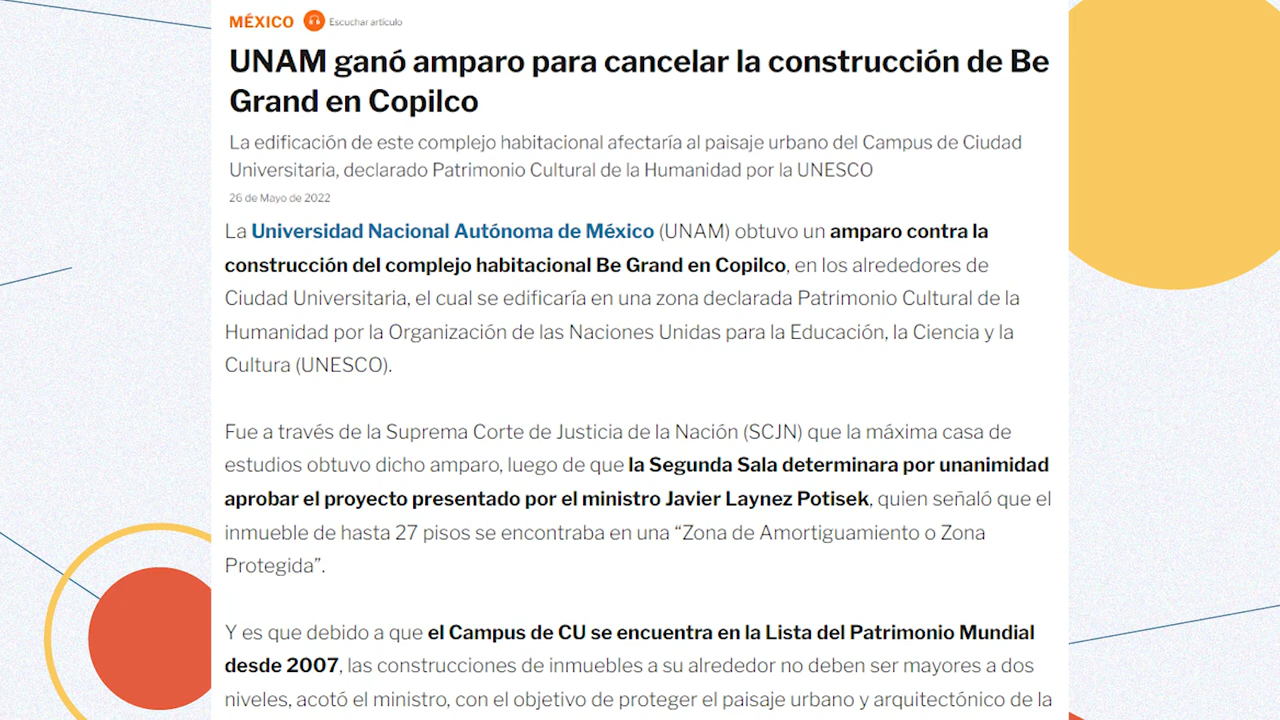 MÉXICO Escuchar artículo
UNAM ganó amparo para cancelar la construcción de Be
Grand en Copilco
La edificación de este complejo habitacional afectaría al paisaje urbano del Campus de Ciudad
Universitaria, declarado Patrimonio Cultural de la Humanidad por la UNESCO
26 de Mayo de 2022
La Universidad Nacional Autónoma de México (UNAM) obtuvo un amparo contra la
construcción del complejo habitacional Be Grand en Copilco, en los alrededores de
Ciudad Universitaria, el cual se edificaría en una zona declarada Patrimonio Cultural de la
Humanidad por la Organización de las Naciones Unidas para la Educación, la Ciencia y la
Cultura (UNESCO).
Fue a través de la Suprema Corte de Justicia de la Nación (SCJN) que la máxima casa de
estudios obtuvo dicho amparo, luego de que la Segunda Sala determinara por unanimidad
aprobar el proyecto presentado por el ministro Javier Laynez Potisek, quien señaló que el
inmueble de hasta 27 pisos se encontraba en una “Zona de Amortiguamiento o Zona
Protegida”.
Y es que debido a que el Campus de CU se encuentra en la Lista del Patrimonio Mundial
desde 2007, las construcciones de inmuebles a su alrededor no deben ser mayores a dos
niveles, acotó el ministro, con el objetivo de proteger el paisaje urbano y arquitectónico de la